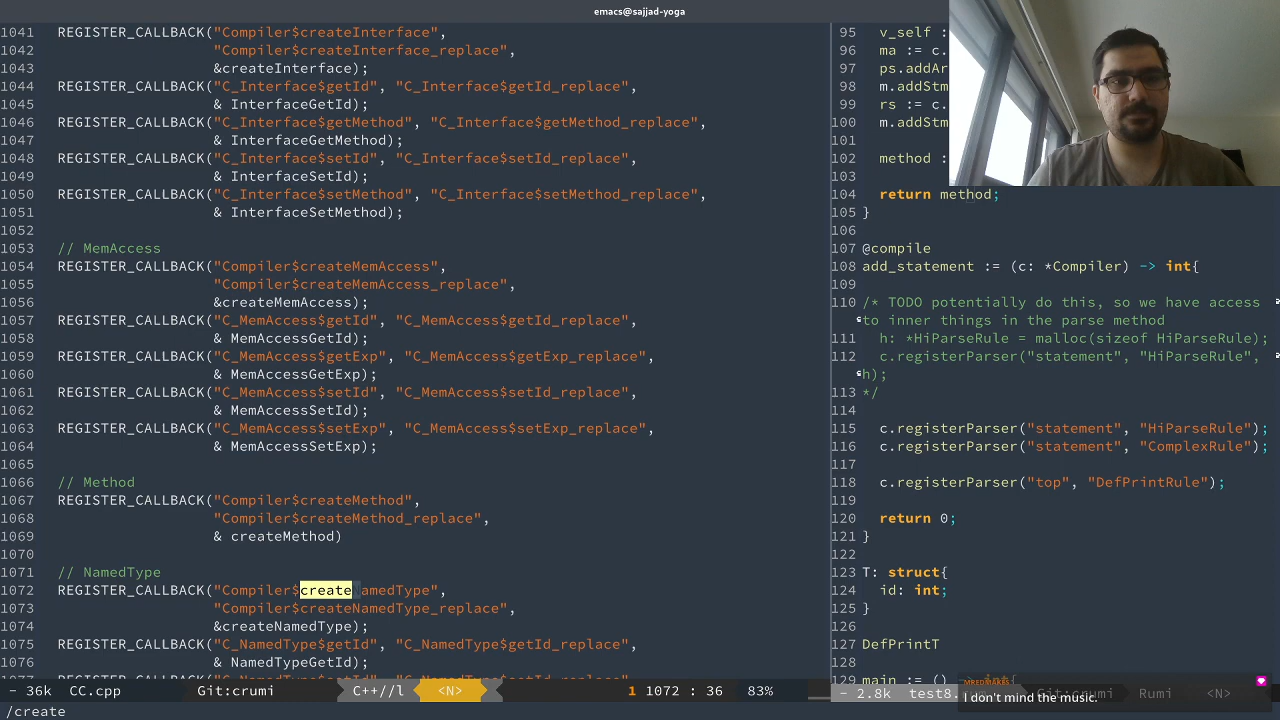 emacs@sajjad-yoga
1041 REGISTER_CALLBACK("Compiler$createInterface",
1042 "Compiler$createInterface_replace",
1043 &createInterface);
1044 REGISTER_CALLBACK("C_Interface$getId", "C_Interface$getId_replace",
1045 & InterfaceGetId);
1046 REGISTER_CALLBACK("C_Interface$getMethod", "C_Interface$getMethod_replace",
1047 & InterfaceGetMethod);
1048 REGISTER_CALLBACK("C_Interface$setId", "C_Interface$setId_replace",
1049 & InterfaceSetId);
1050 REGISTER_CALLBACK("C_Interface$setMethod", "C_Interface$setMethod_replace",
1051 & InterfaceSetMethod);
1052
1053 // MemAccess
1054 REGISTER_CALLBACK("Compiler$createMemAccess",
1055 "Compiler$createMemAccess_replace",
1056 &createMemAccess);
1057 REGISTER_CALLBACK("C_MemAccess$getId", "C_MemAccess$getId_replace",
1058 & MemAccessGetId);
1059 REGISTER_CALLBACK("C_MemAccess$getExp", "C_MemAccess$getExp_replace",
1060 & MemAccessGetExp);
1061 REGISTER_CALLBACK("C_MemAccess$setId", "C_MemAccess$setId_replace",
1062 & MemAccessSetId);
1063 REGISTER_CALLBACK("C_MemAccess$setExp", "C_MemAccess$setExp_replace",
1064 & MemAccessSetExp);
1065
1066 // Method
1067 REGISTER_CALLBACK("Compiler$createMethod",
1068 "Compiler$createMethod_replace",
1069 & createMethod)
1070
1071 // NamedType
1072 REGISTER_CALLBACK("Compiler$create amedType",
1073 "Compiler$createNamedType_replace",
1074 &createNamedType);
1075 REGISTER_CALLBACK("C_NamedType$getId", "C_NamedType$getId_replace",
1076 & NamedTypeGetId);
- 36k CC.cpp Git:crumi C++//l <N> 1 1072 : 36 83%
/create
95 v_self :
96 ma := c.
97 ps.addAr
98 m.addStm
99 rs := c.
100 m.addStm
101
102 method :
103
104 return method;
105 }
106
107 @compile
108 add_statement := (c: *Compiler) -> int{
109
110 /* TODO potentially do this, so we have access
to inner things in the parse method
111 h: *HiParseRule = malloc(sizeof HiParseRule);
112 c.registerParser("statement", "HiParseRule",
h);
113 */
114
115 c.registerParser("statement", "HiParseRule");
116 c.registerParser("statement", "ComplexRule");
117
118 c.registerParser("top", "DefPrintRule");
119
120 return 0;
121 }
122
123 T: struct{
124 id: int;
125 }
126
127 DefPrintT
128
129 main := () int{
- 2.8k test8. Git:crumi Rumi <N>
I don't mind the music.